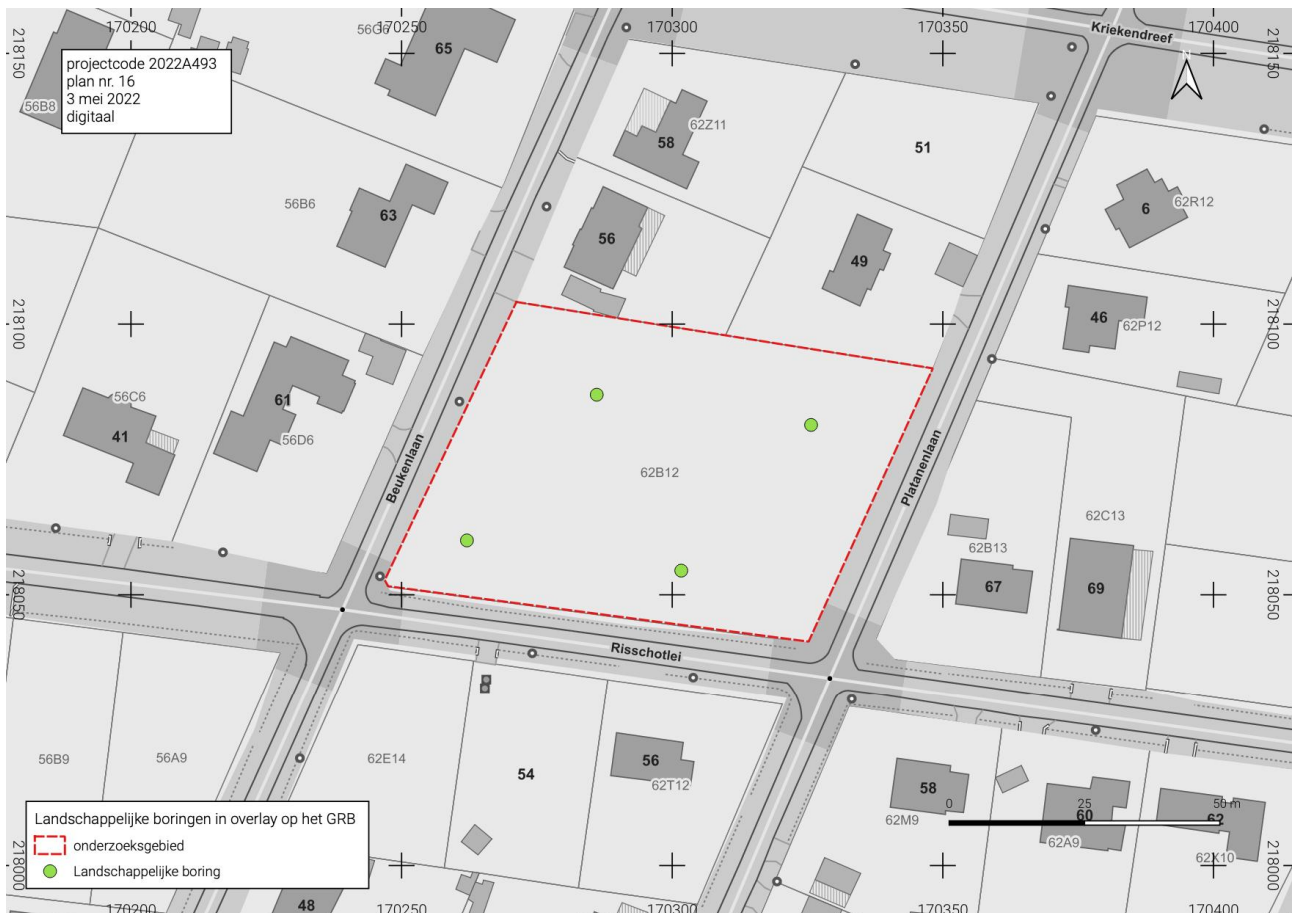 170200
170250
170300
170350
170400
218150
218150
projectcode 2022A493
plan nr. 16
3 mei 2022
digitaal
56G6
65
Kriekendreef
N
56B8
58
62Z11
51
56B6
63
56
49
6
62R12
218100
218100
46
62P12
56C6
41
61
56D6
Beukenlaan
62B12
Platanenlaan
62C13
62B13
67
69
218050
218050
Risschotlei
56B9
56A9
62E14
54
56
62T12
58
62M9
0
25
50 m
60
62A9
62
62X10
Landschappelijke boringen in overlay op het GRB
onderzoeksgebied
Landschappelijke boring
218000
218000
48
170200
170250
170300
170350
170400